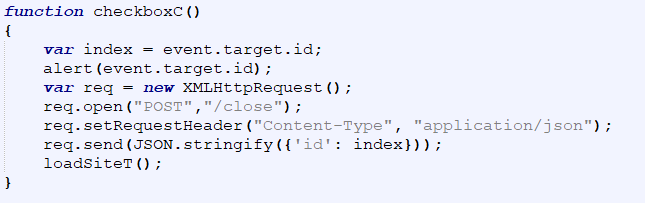 function checkboxC()
{
    var index = event.target.id;
    alert(event.target.id);
    var req = new XMLHttpRequest();
    req.open("POST","/close");
    req.setRequestHeader("Content-Type", "application/json");
    req.send(JSON.stringify({'id': index}));
    loadSiteT();
}